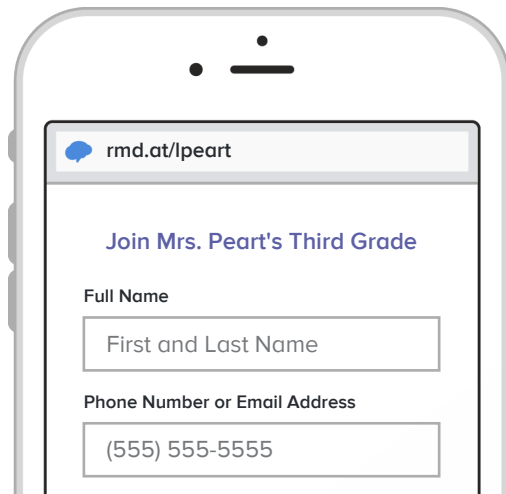 rmd.at/lpeart
Join Mrs. Peart's Third Grade
Full Name
First and Last Name
Phone Number or Email Address
(555) 555-5555